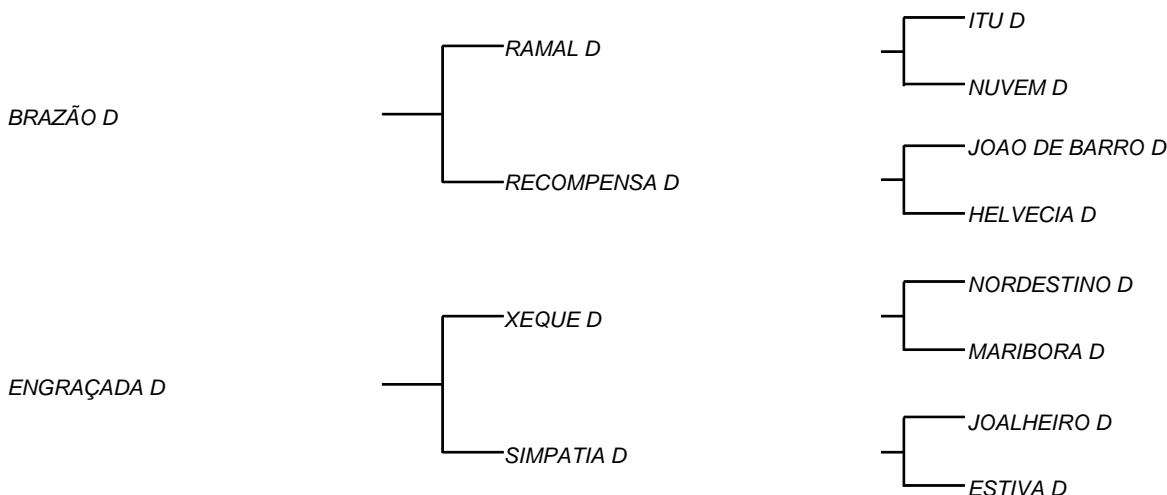 ITU D
RAMAL D
NUVEM D
BRAZÃO D
JOAO DE BARRO D
RECOMPENSA D
HELVECIA D
NORDESTINO D
XEQUE D
MARIBORA D
ENGRAÇADA D
JOALHEIRO D
SIMPATIA D
ESTIVA D